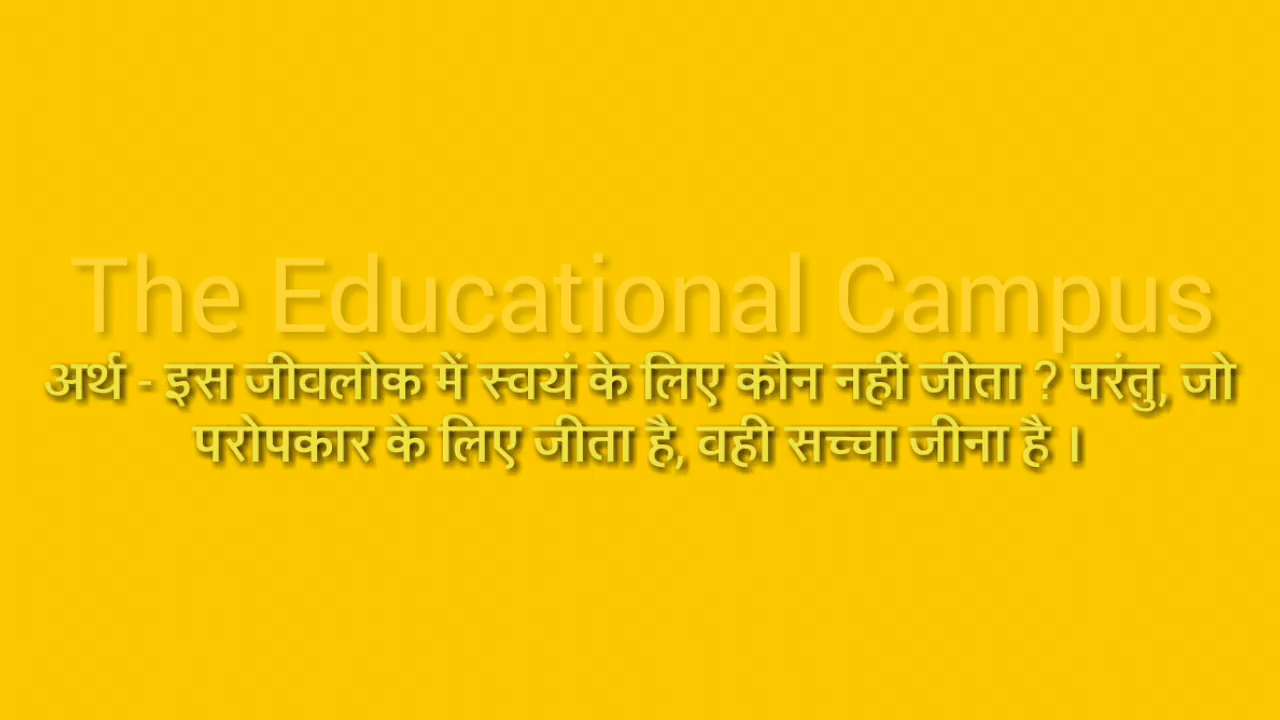 The Educational Campus
अर्थ - इस जीवलोक में स्वयं के लिए कौन नहीं जीता ? परंतु, जो
परोपकार के लिए जीता है, वही सच्चा जीना है ।